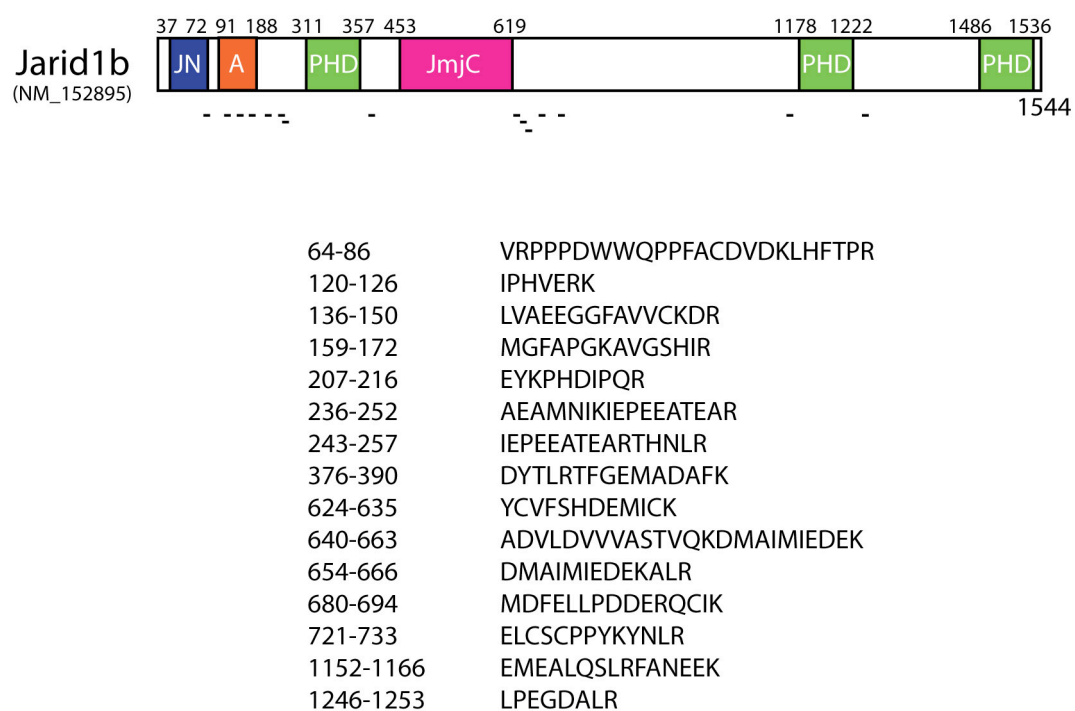 37 72 91 188 311 357 453 619 1178 1222 1486 1536
Jarid1b
(NM_152895)
JN A PHD JmjC PHD PHD
1544
64-86 VRPPPDWWQPPFACDVDKLHFTPR
120-126 IPHVERK
136-150 LVAEEGGFAVVCKDR
159-172 MGFAPGKAVGSHIR
207-216 EYKPHDIPQR
236-252 AEAMNIKIEPEEATEAR
243-257 IEPEEATEARTHNLR
376-390 DYTLRTFGEMADAFK
624-635 YCVFSHDEMICK
640-663 ADVLDVVVASTVQKDMAIMIEDEK
654-666 DMAIMIEDEKALR
680-694 MDFELLPDDERQCIK
721-733 ELCSCPPYKYNLR
1152-1166 EMEALQSLRFANEEK
1246-1253 LPEGDALR